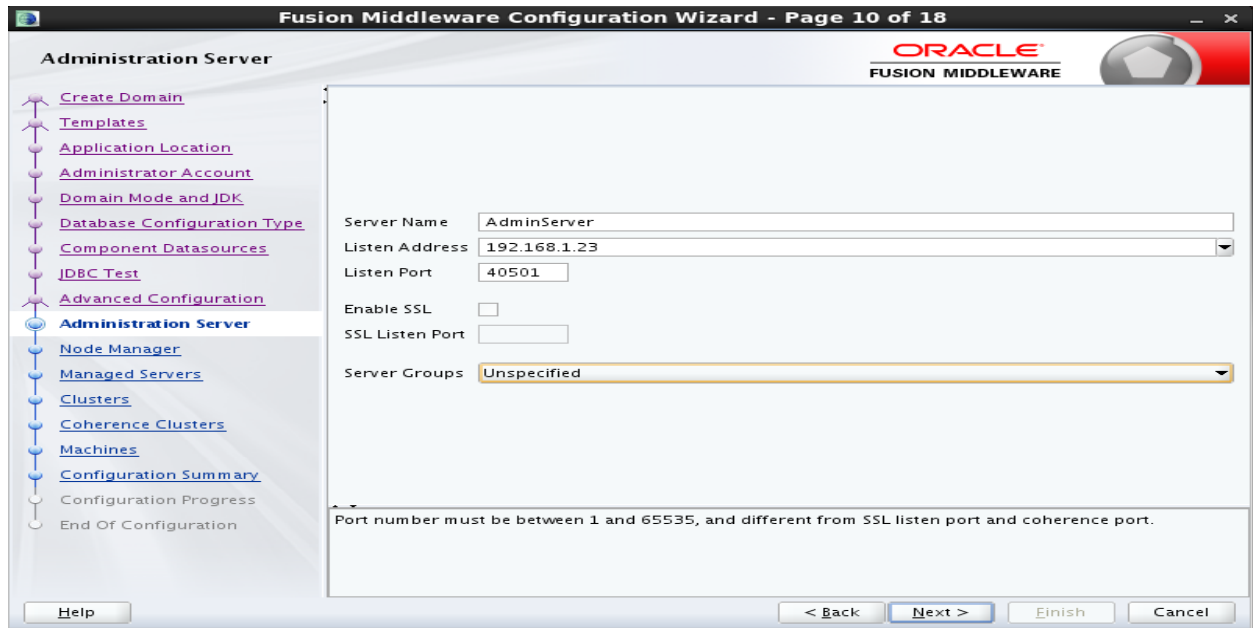 Fusion Middleware Configuration Wizard - Page 10 of 18
Administration Server
ORACLE
FUSION MIDDLEWARE
Create Domain
Templates
Application Location
Administrator Account
Domain Mode and JDK
Database Configuration Type
Component Datasources
JDBC Test
Advanced Configuration
Administration Server
Node Manager
Managed Servers
Clusters
Coherence Clusters
Machines
Configuration Summary
Configuration Progress
End Of Configuration
Server Name AdminServer
Listen Address 192.168.1.23
Listen Port 40501
Enable SSL
SSL Listen Port
Server Groups Unspecified
Port number must be between 1 and 65535, and different from SSL listen port and coherence port.
Help < Back Next > Finish Cancel